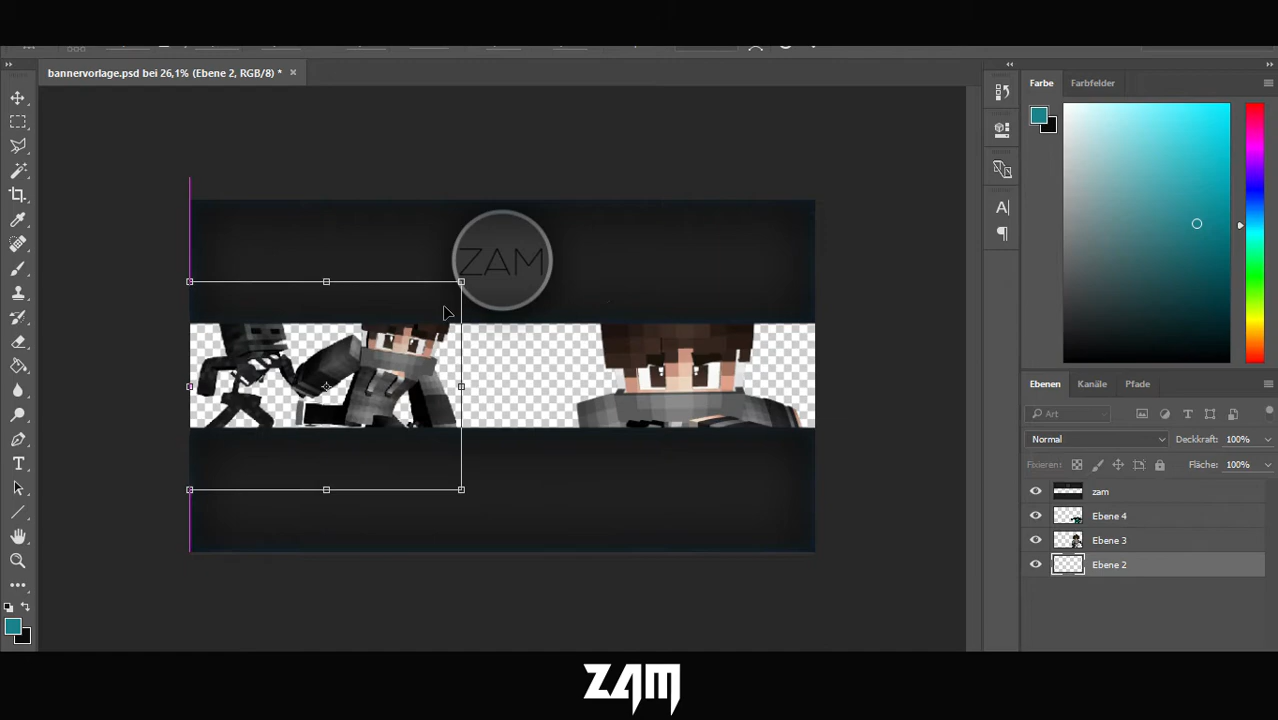 bannervorlage.psd bei 26,1% (Ebene 2, RGB/8) * ×
Farbe Farbfelder
ZAM
Ebenen Kanäle Pfade
Art
Normal Deckkraft: 100%
Fixieren: Fläche: 100%
zam
Ebene 4
Ebene 3
Ebene 2
ZAM